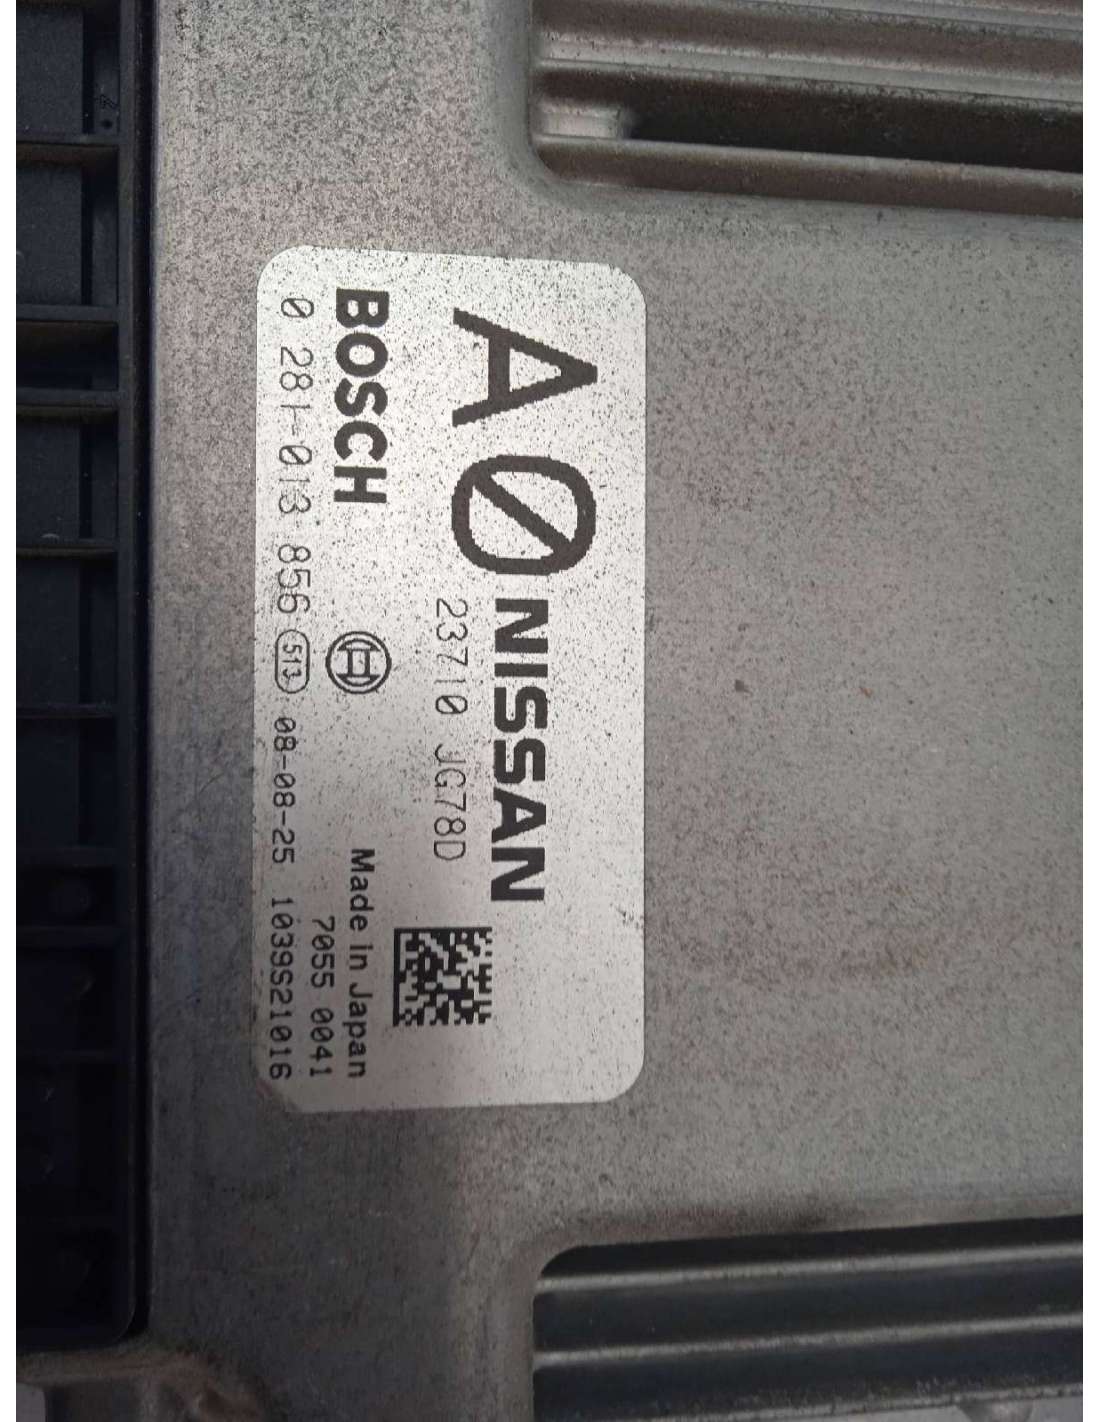 A0 NISSAN
23710 JG78D
BOSCH
Made in Japan
7055 0041
0 281 013 856 513 08-08-25 1039S21016